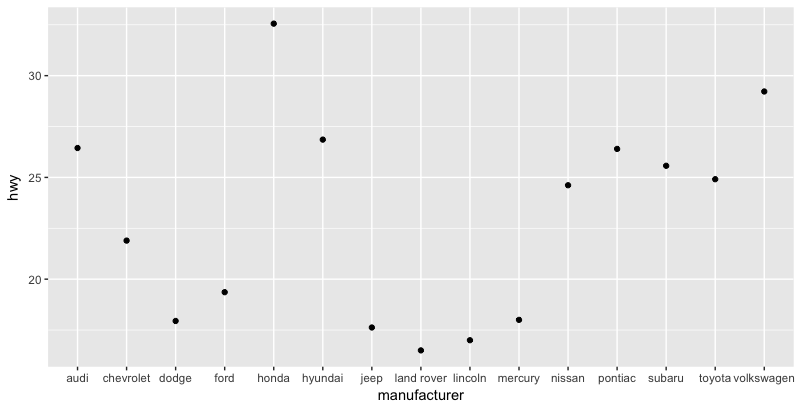 hwy
30
25
20
audi chevrolet dodge ford honda hyundai jeep land rover lincoln mercury nissan pontiac subaru toyota volkswagen
manufacturer